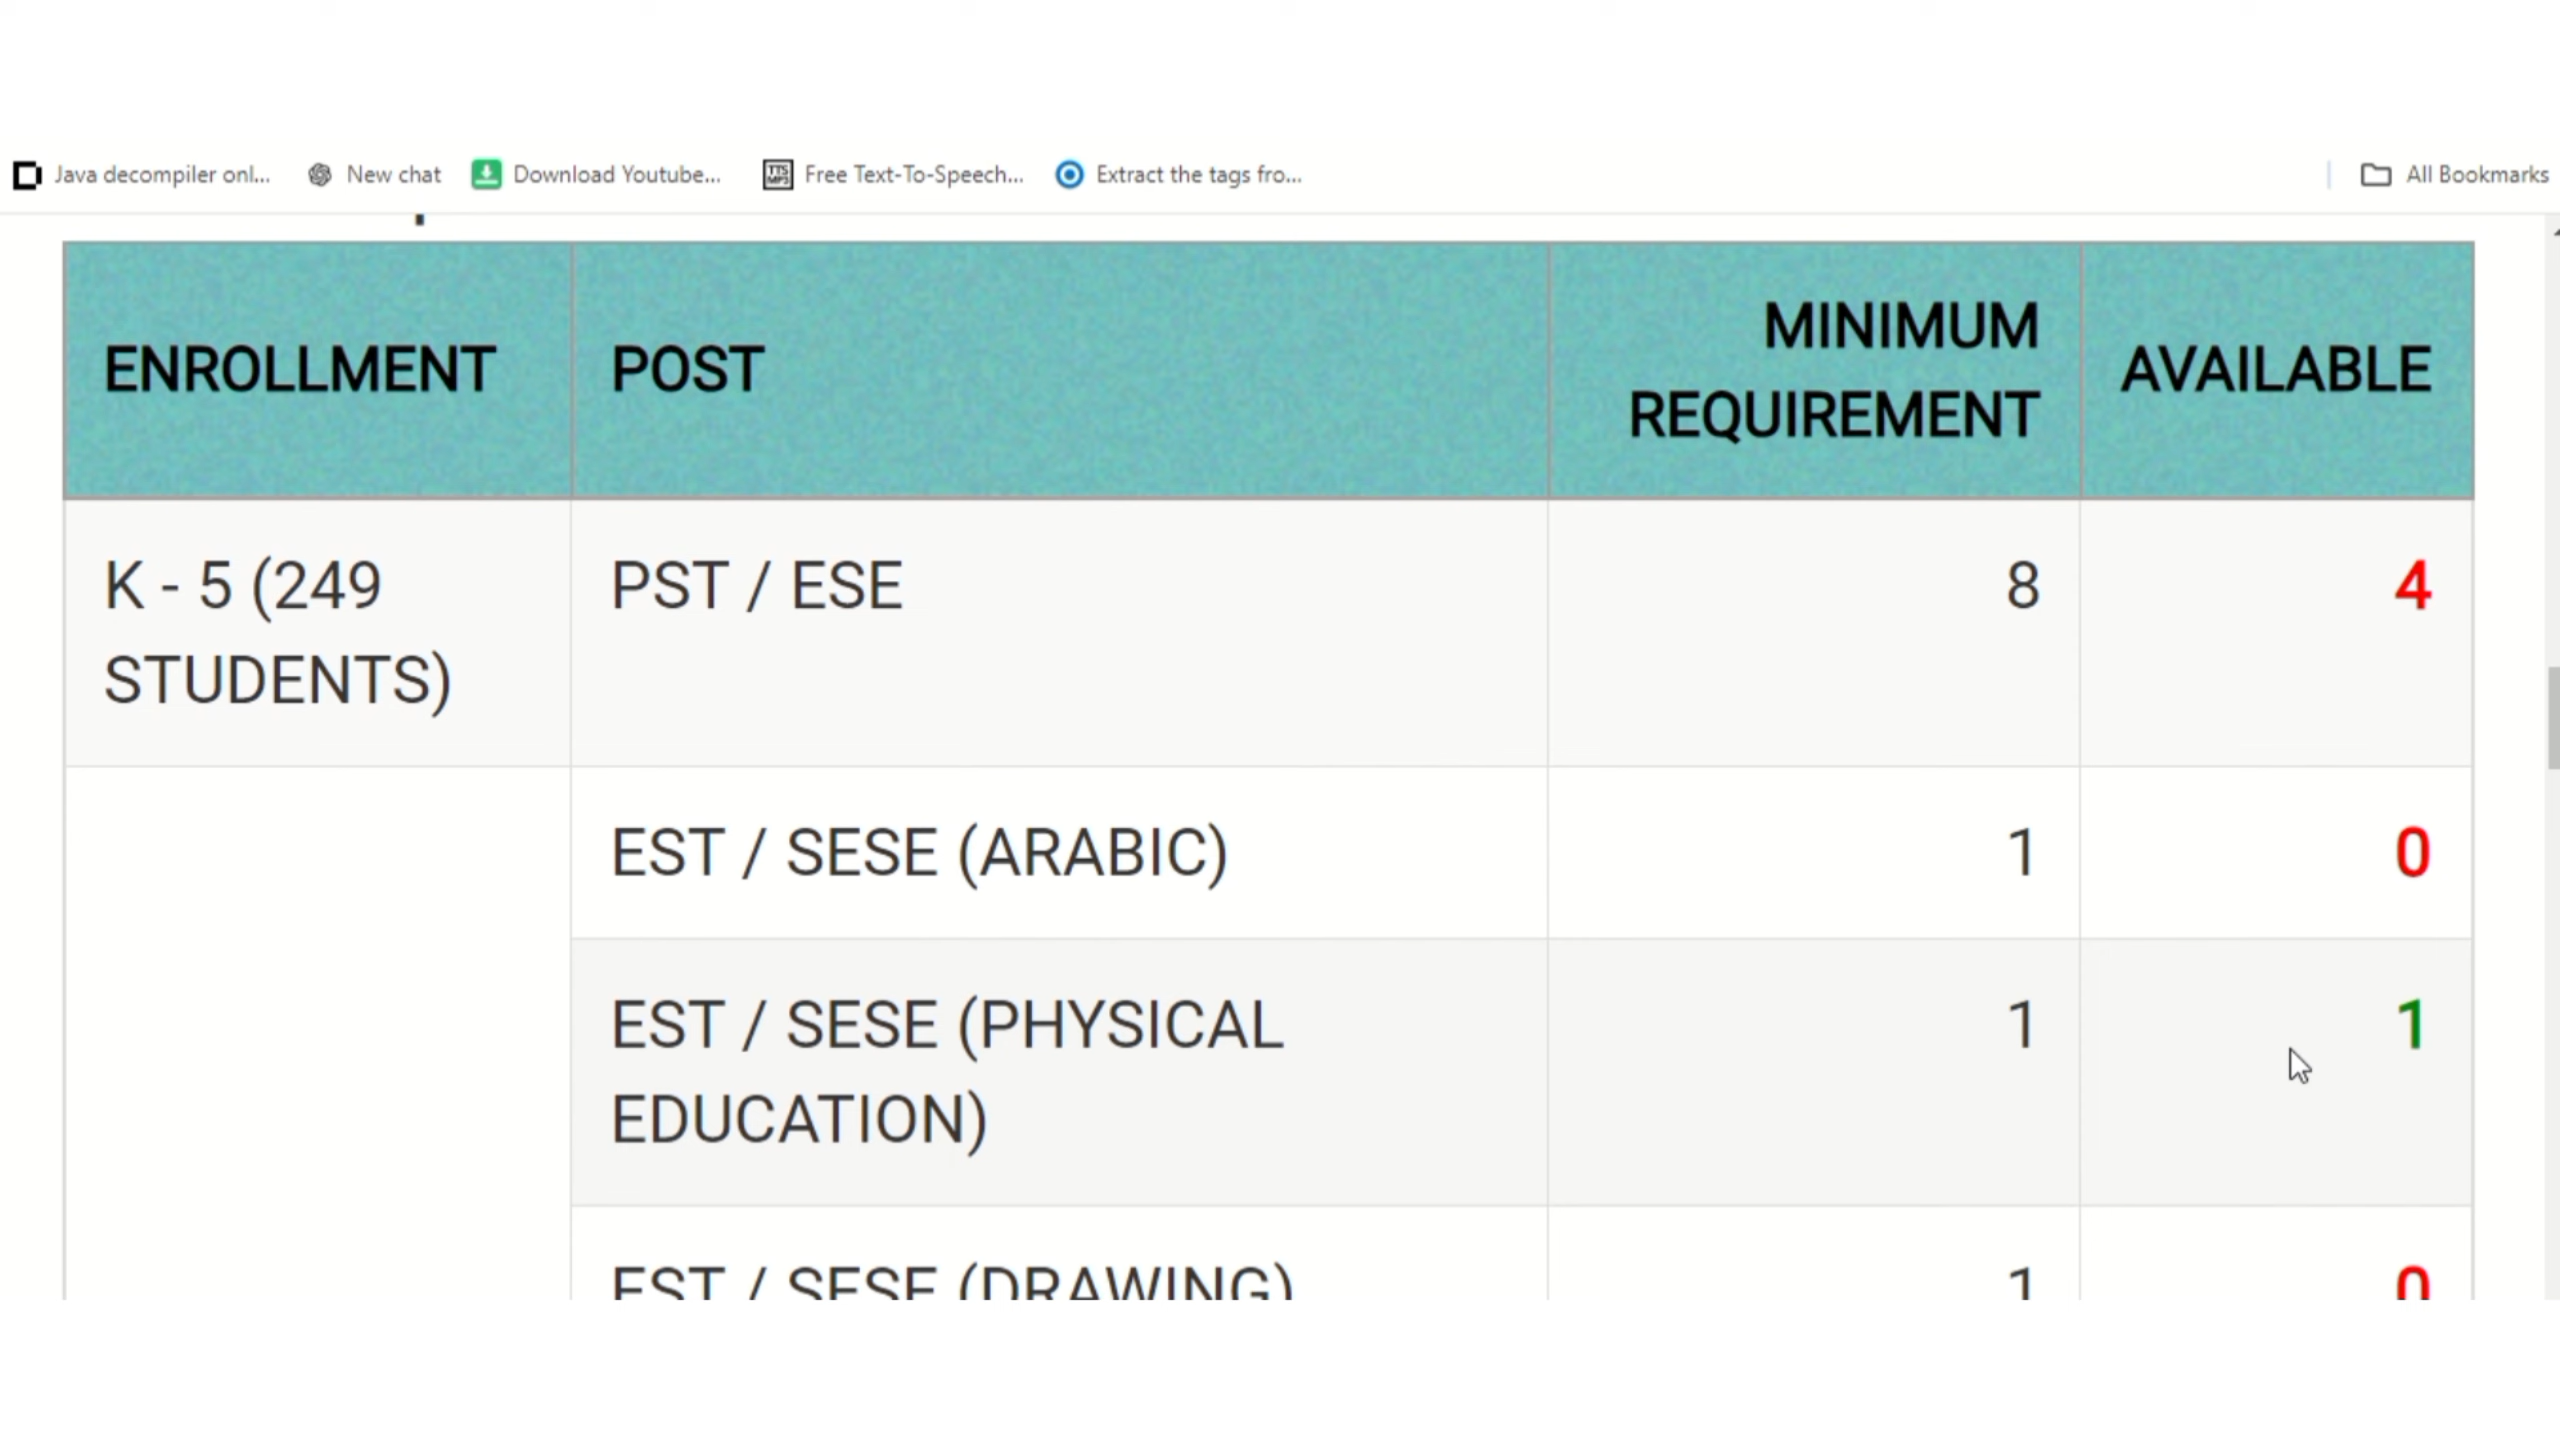 Java decompiler onl... New chat Download Youtube... TTS MP3 Free Text-To-Speech... Extract the tags fro... All Bookmarks
ENROLLMENT POST MINIMUM REQUIREMENT AVAILABLE
K - 5 (249 STUDENTS) PST / ESE 8 4
EST / SESE (ARABIC) 1 0
EST / SESE (PHYSICAL EDUCATION) 1 1
EST / SESE (DRAWING) 1 0